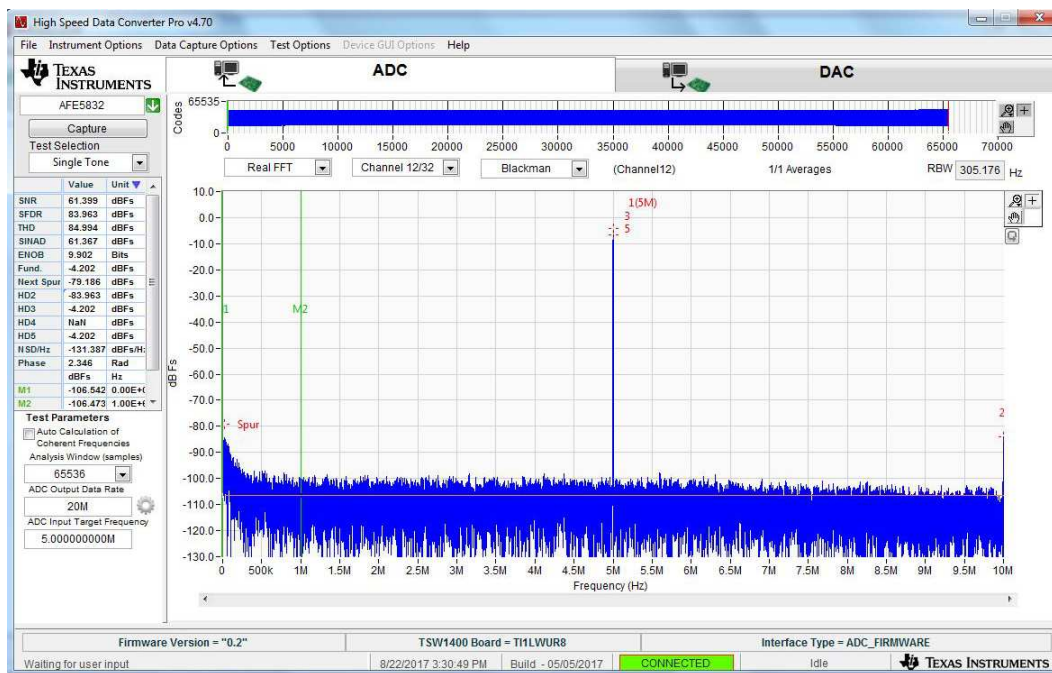 High Speed Data Converter Pro v4.70
File Instrument Options Data Capture Options Test Options Device GUI Options Help
TEXAS INSTRUMENTS
ADC
DAC
AFE5832
Capture
Test Selection
Single Tone
Value Unit
SNR 61.399 dBFs
SFDR 83.963 dBFs
THD 84.994 dBFs
SINAD 61.367 dBFs
ENOB 9.902 Bits
Fund. -4.202 dBFs
Next Spur -79.186 dBFs
HD2 -83.963 dBFs
HD3 -4.202 dBFs
HD4 NaN dBFs
HD5 -4.202 dBFs
NSD/Hz -131.387 dBFs/H:
Phase 2.346 Rad
dBFs Hz
M1 -106.542 0.00E+(
M2 -106.473 1.00E+(
Test Parameters
Auto Calculation of
Coherent Frequencies
Analysis Window (samples)
65536
ADC Output Data Rate
20M
ADC Input Target Frequency
5.000000000M
Codes
65535
0
0 5000 10000 15000 20000 25000 30000 35000 40000 45000 50000 55000 60000 65000 70000
Real FFT Channel 12/32 Blackman (Channel12) 1/1 Averages RBW 305.176 Hz
10.0
0.0
-10.0
-20.0
-30.0
-40.0
-50.0
-60.0
-70.0
-80.0
-90.0
-100.0
-110.0
-120.0
-130.0
dBFs
1(5M)
3
5
1
M2
Spur
2
0 500k 1M 1.5M 2M 2.5M 3M 3.5M 4M 4.5M 5M 5.5M 6M 6.5M 7M 7.5M 8M 8.5M 9M 9.5M 10M
Frequency (Hz)
Firmware Version = "0.2"
TSW1400 Board = TI1LWUR8
Interface Type = ADC_FIRMWARE
Waiting for user input
8/22/2017 3:30:49 PM
Build - 05/05/2017
CONNECTED
Idle
TEXAS INSTRUMENTS